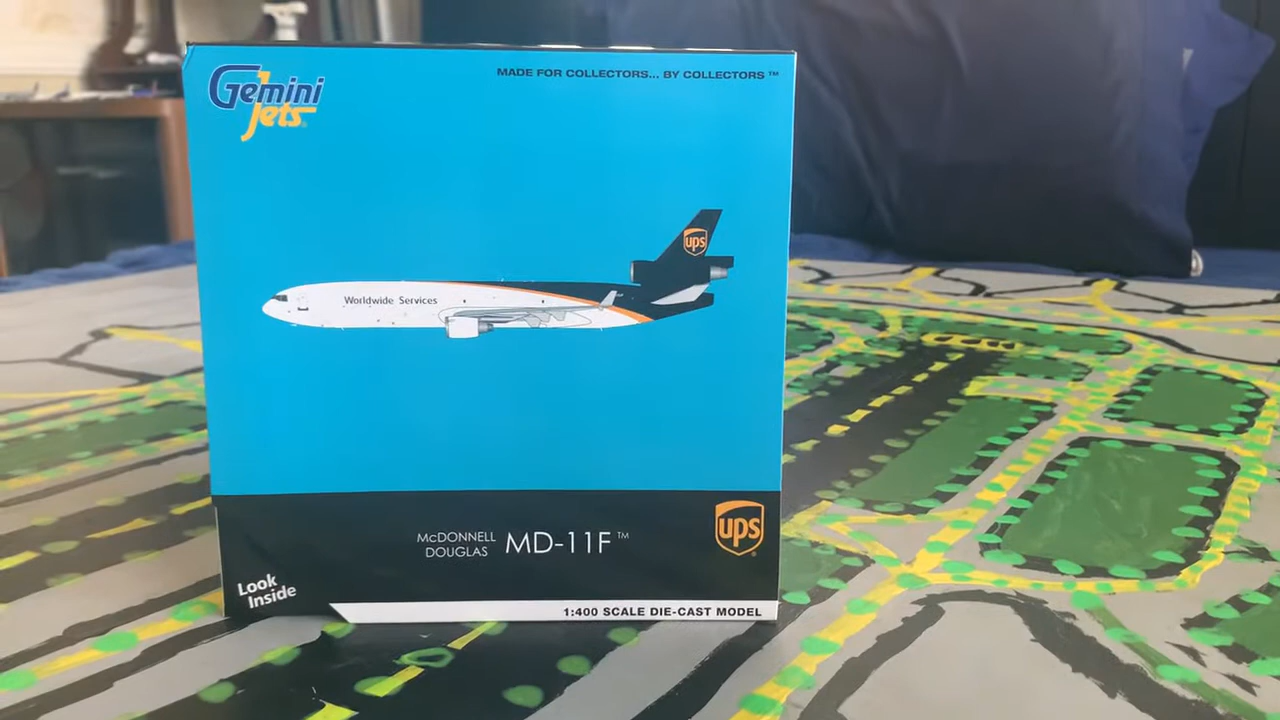 Gemini
Jets
MADE FOR COLLECTORS... BY COLLECTORS ™
Worldwide Services
ups
McDONNELL
DOUGLAS
MD-11F ™
ups
Look
Inside
1:400 SCALE DIE-CAST MODEL